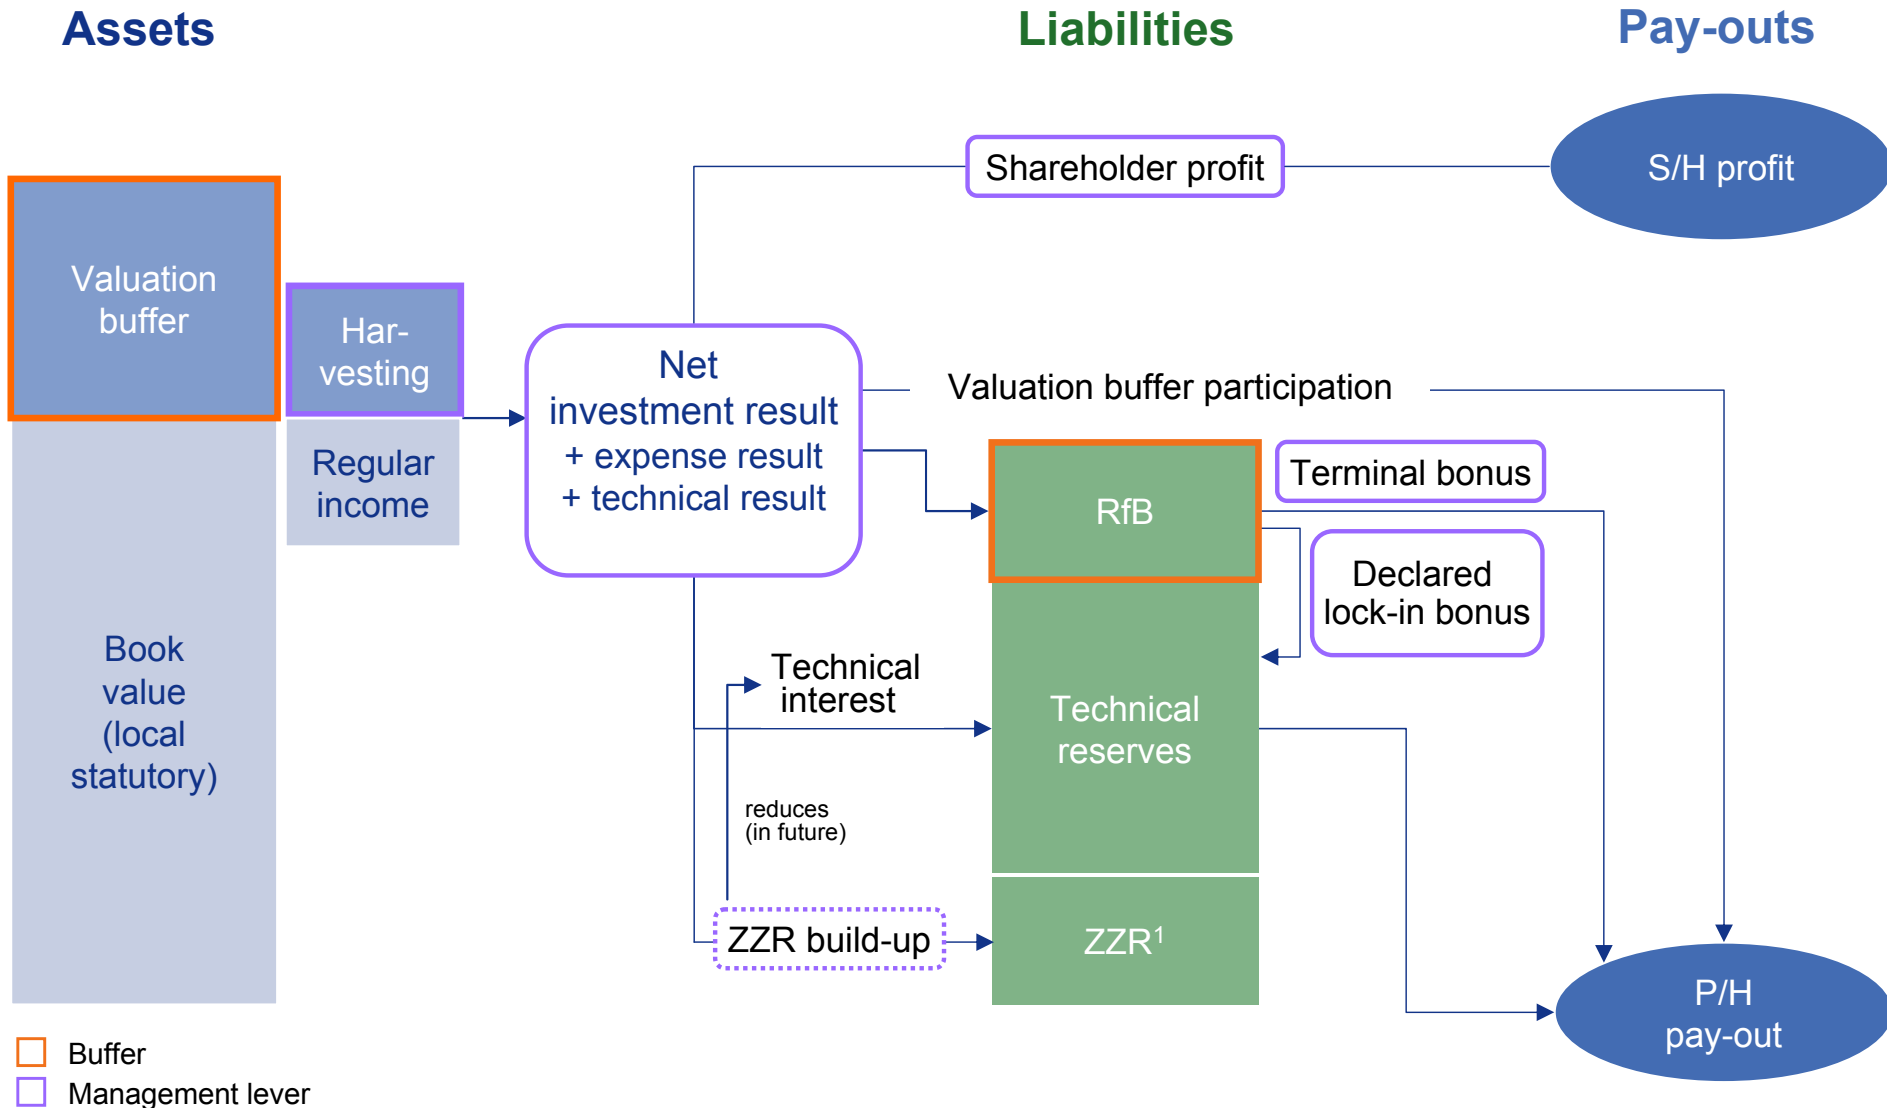 Assets
Liabilities
Pay-outs
Shareholder profit
S/H profit
Valuation
buffer
Har-
vesting
Regular
income
Book
value
(local
statutory)
Net
investment result
+ expense result
+ technical result
Valuation buffer participation
RfB
Terminal bonus
Declared
lock-in bonus
Technical
interest
Technical
reserves
reduces
(in future)
ZZR build-up
ZZR¹
P/H
pay-out
Buffer
Management lever